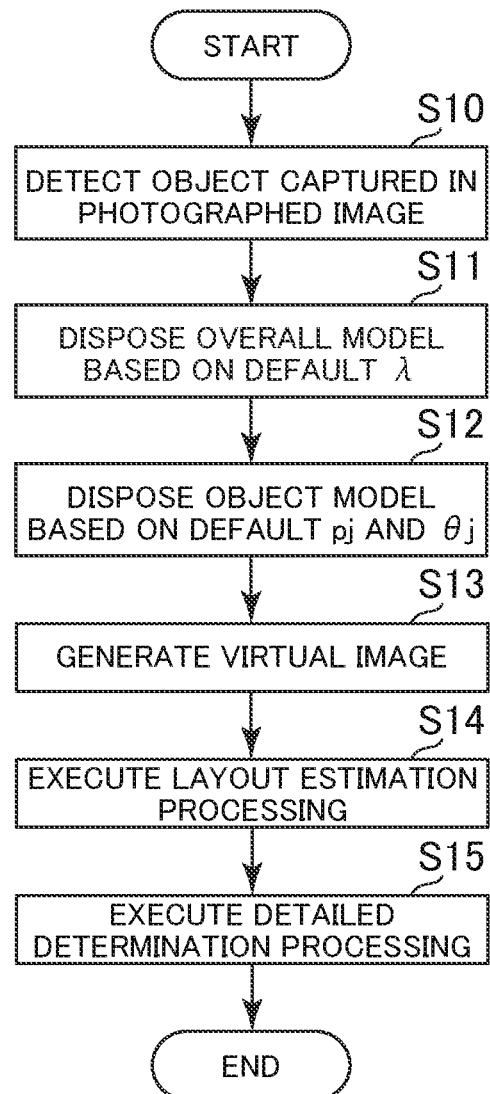 START
S10
DETECT OBJECT CAPTURED IN
PHOTOGRAPHED IMAGE
S11
DISPOSE OVERALL MODEL
BASED ON DEFAULT λ
S12
DISPOSE OBJECT MODEL
BASED ON DEFAULT pj AND θj
S13
GENERATE VIRTUAL IMAGE
S14
EXECUTE LAYOUT ESTIMATION
PROCESSING
S15
EXECUTE DETAILED
DETERMINATION PROCESSING
END